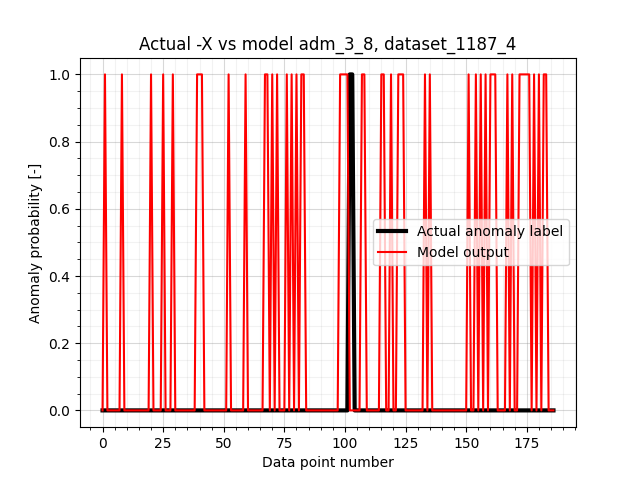 Actual -X vs model adm_3_8, dataset_1187_4
1.0
0.8
0.6
0.4
0.2
0.0
Anomaly probability [-]
Actual anomaly label
Model output
0 25 50 75 100 125 150 175
Data point number